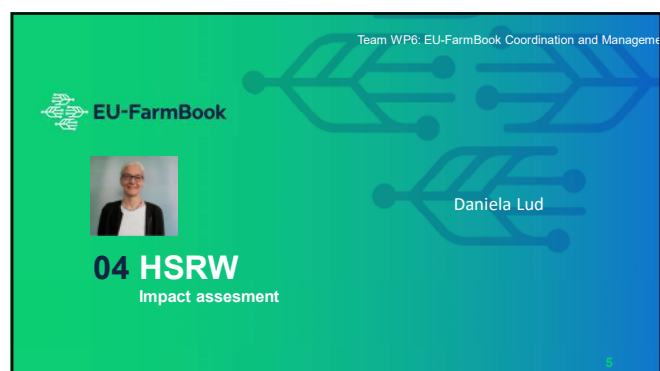 Team WP6: EU-FarmBook Coordination and Manageme
EU-FarmBook
Daniela Lud
04 HSRW
Impact assesment
5